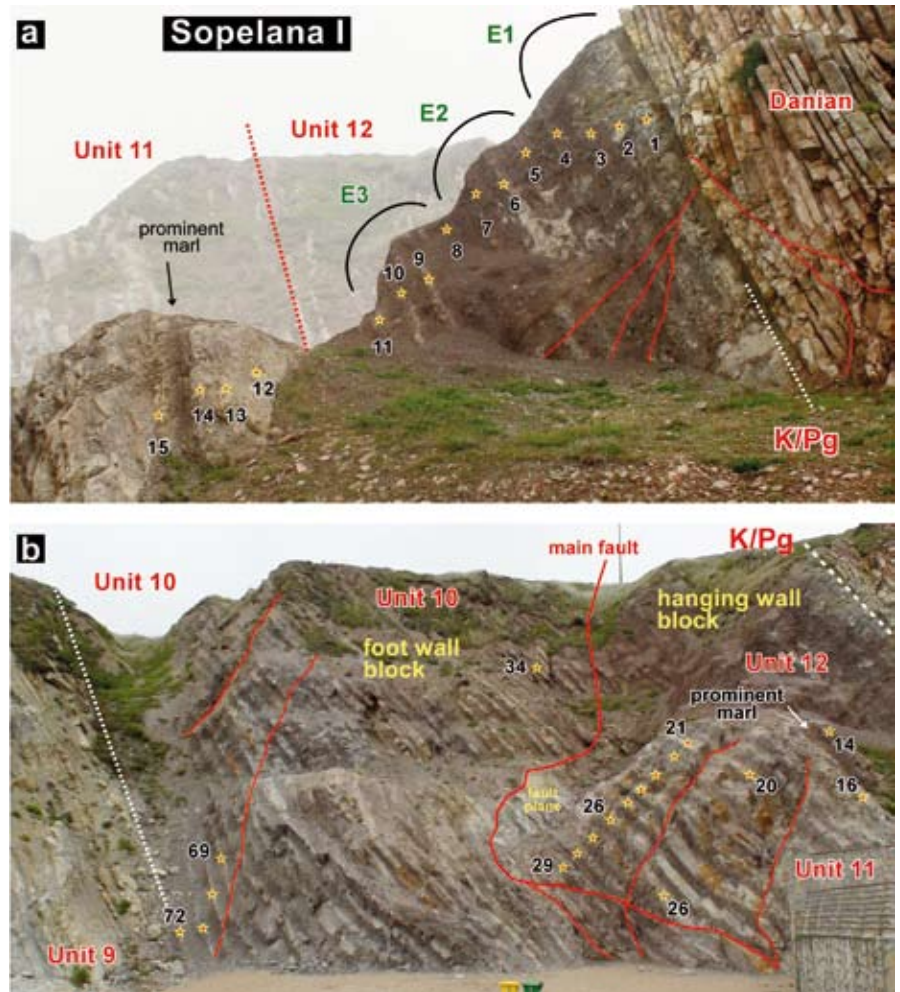 a
Sopelana I
E1
Danian
E2
Unit 12
Unit 11
1
2
3
4
5
E3
6
prominent
marl
7
8
9
10
11
12
13
14
15
K/Pg
b
main fault
K/Pg
Unit 10
Unit 10
hanging wall
block
foot wall
block
34
Unit 12
prominent
marl
21
14
20
16
fault
plane
26
69
29
Unit 11
26
72
Unit 9